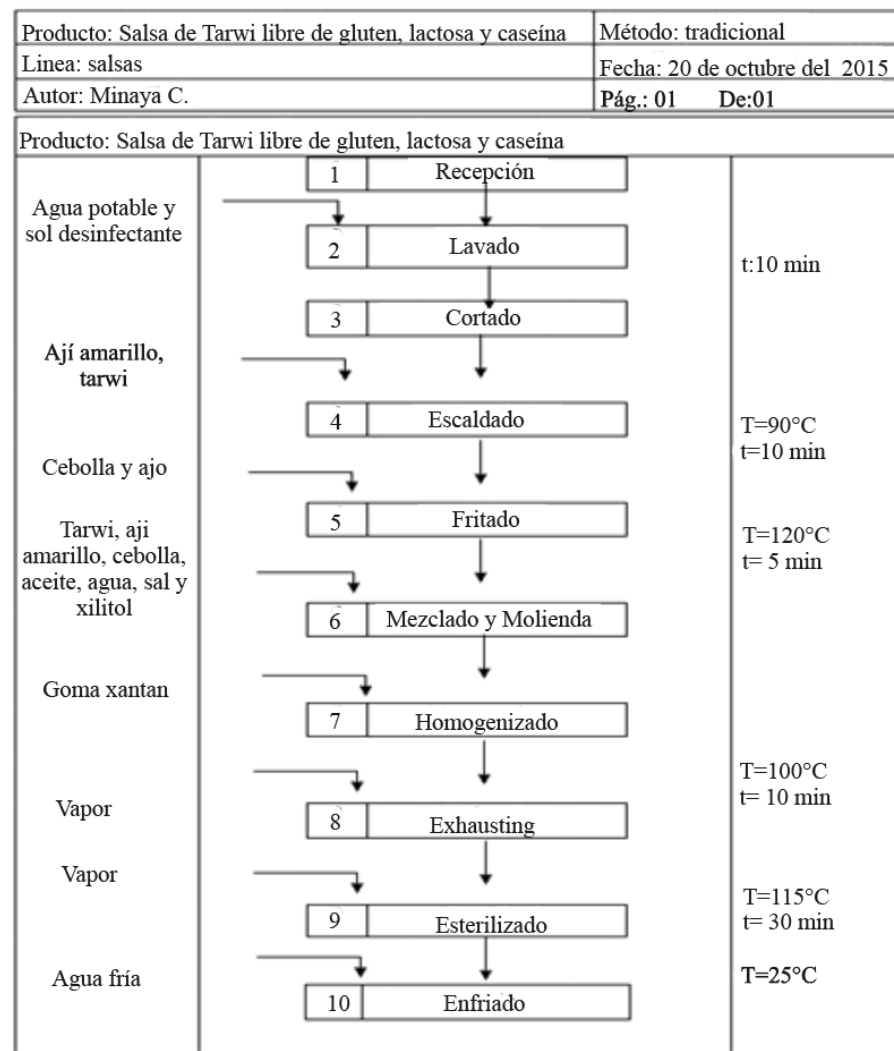 Producto: Salsa de Tarwi libre de gluten, lactosa y caseína
Método: tradicional
Linea: salsas
Fecha: 20 de octubre del 2015
Autor: Minaya C.
Pág.: 01 De:01
Producto: Salsa de Tarwi libre de gluten, lactosa y caseína
1 Recepción
Agua potable y
sol desinfectante
2 Lavado
t:10 min
3 Cortado
Ají amarillo,
tarwi
4 Escaldado
T=90°C
t=10 min
Cebolla y ajo
5 Fritado
T=120°C
t= 5 min
Tarwi, aji
amarillo, cebolla,
aceite, agua, sal y
xilitol
6 Mezclado y Molienda
Goma xantan
7 Homogenizado
T=100°C
t= 10 min
Vapor
8 Exhausting
Vapor
T=115°C
t= 30 min
9 Esterilizado
Agua fría
T=25°C
10 Enfriado